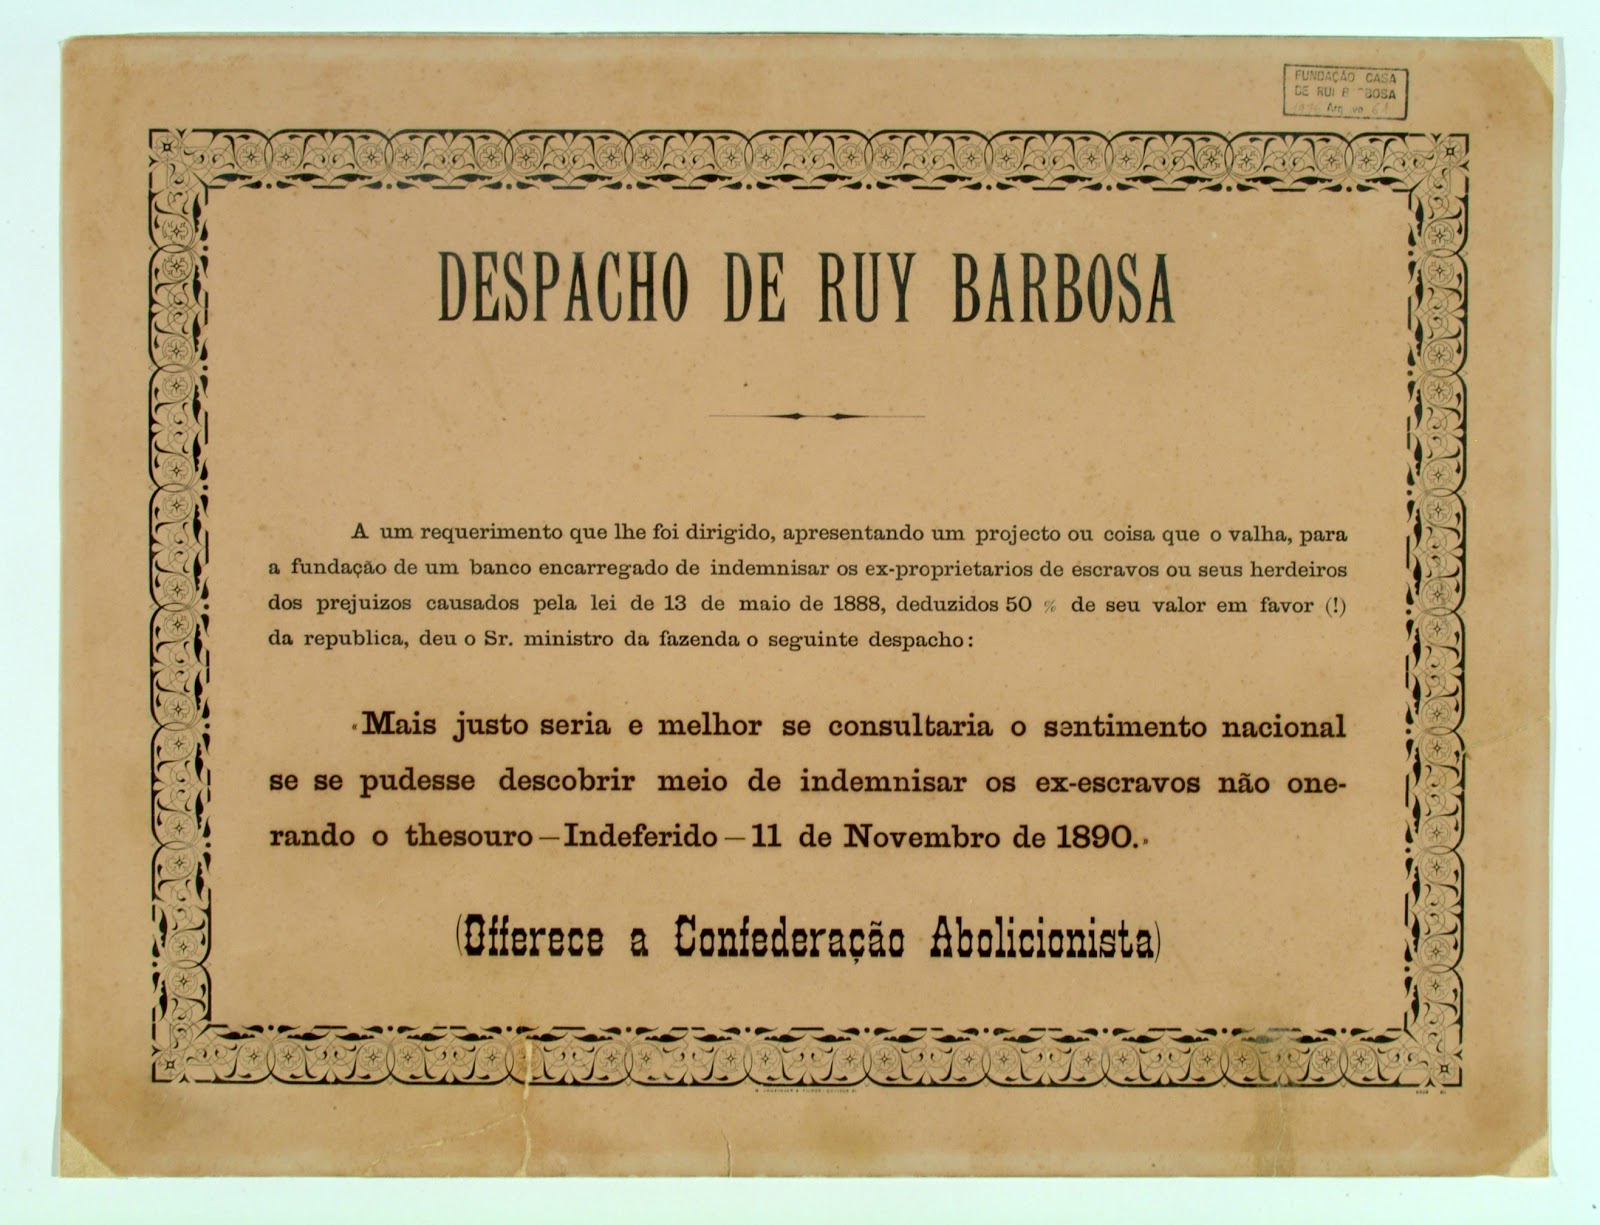 FUNDAÇÃO CASA
DE RUI BARBOSA
DESPACHO DE RUY BARBOSA
A um requerimento que lhe foi dirigido, apresentando um projecto ou coisa que o valha, para
a fundação de um banco encarregado de indemnisar os ex-proprietarios de escravos ou seus herdeiros
dos prejuizos causados pela lei de 13 de maio de 1888, deduzidos 50 % de seu valor em favor (!)
da republica, deu o Sr. ministro da fazenda o seguinte despacho:
«Mais justo seria e melhor se consultaria o sentimento nacional
se se pudesse descobrir meio de indemnisar os ex-escravos não one-
rando o thesouro—Indeferido—11 de Novembro de 1890.»
(Offerece a Confederação Abolicionista)